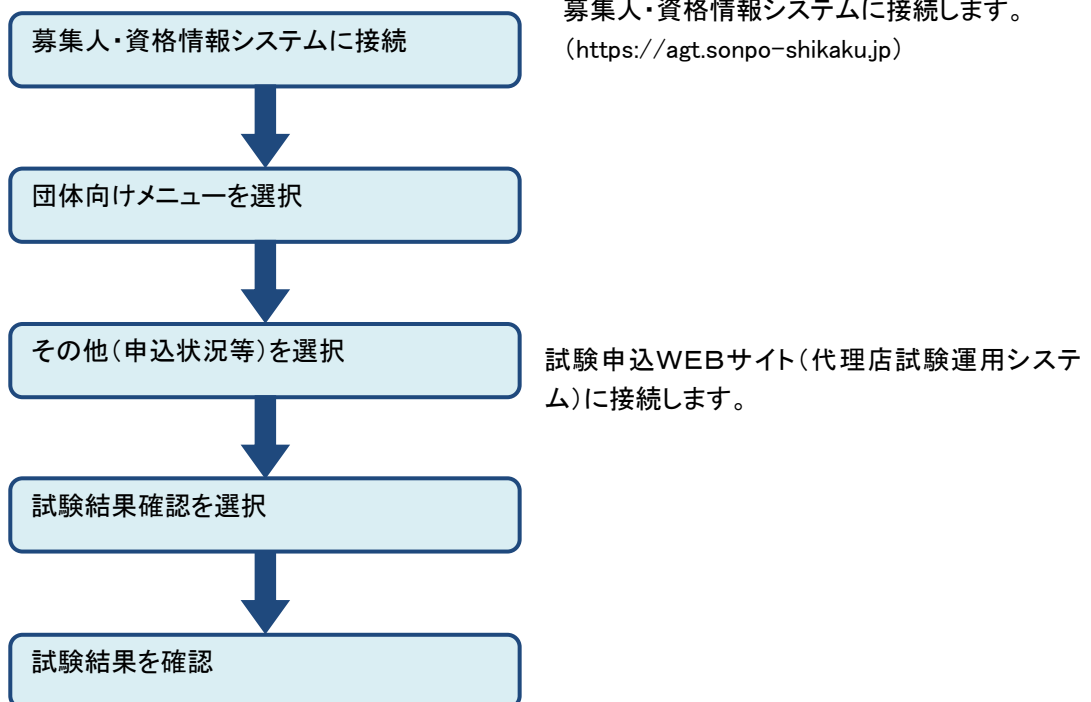 募集人・資格情報システムに接続します。
募集人・資格情報システムに接続
（https://agt.sonpo-shikaku.jp）
団体向けメニューを選択
その他（申込状況等）を選択
試験申込ＷＥＢサイト（代理店試験運用システ
ム）に接続します。
試験結果確認を選択
試験結果を確認